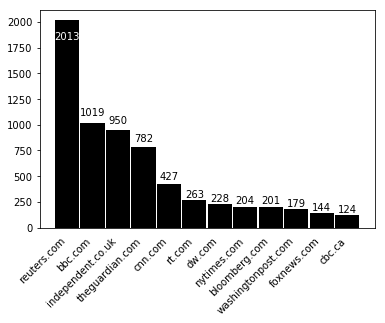 2000
1750
1500
1250
1000
750
500
250
0
2013
1019
950
782
427
263
228
204
201
179
144
124
reuters.com
bbc.com
independent.co.uk
theguardian.com
cnn.com
rt.com
dw.com
nytimes.com
bloomberg.com
washingtonpost.com
foxnews.com
cbc.ca